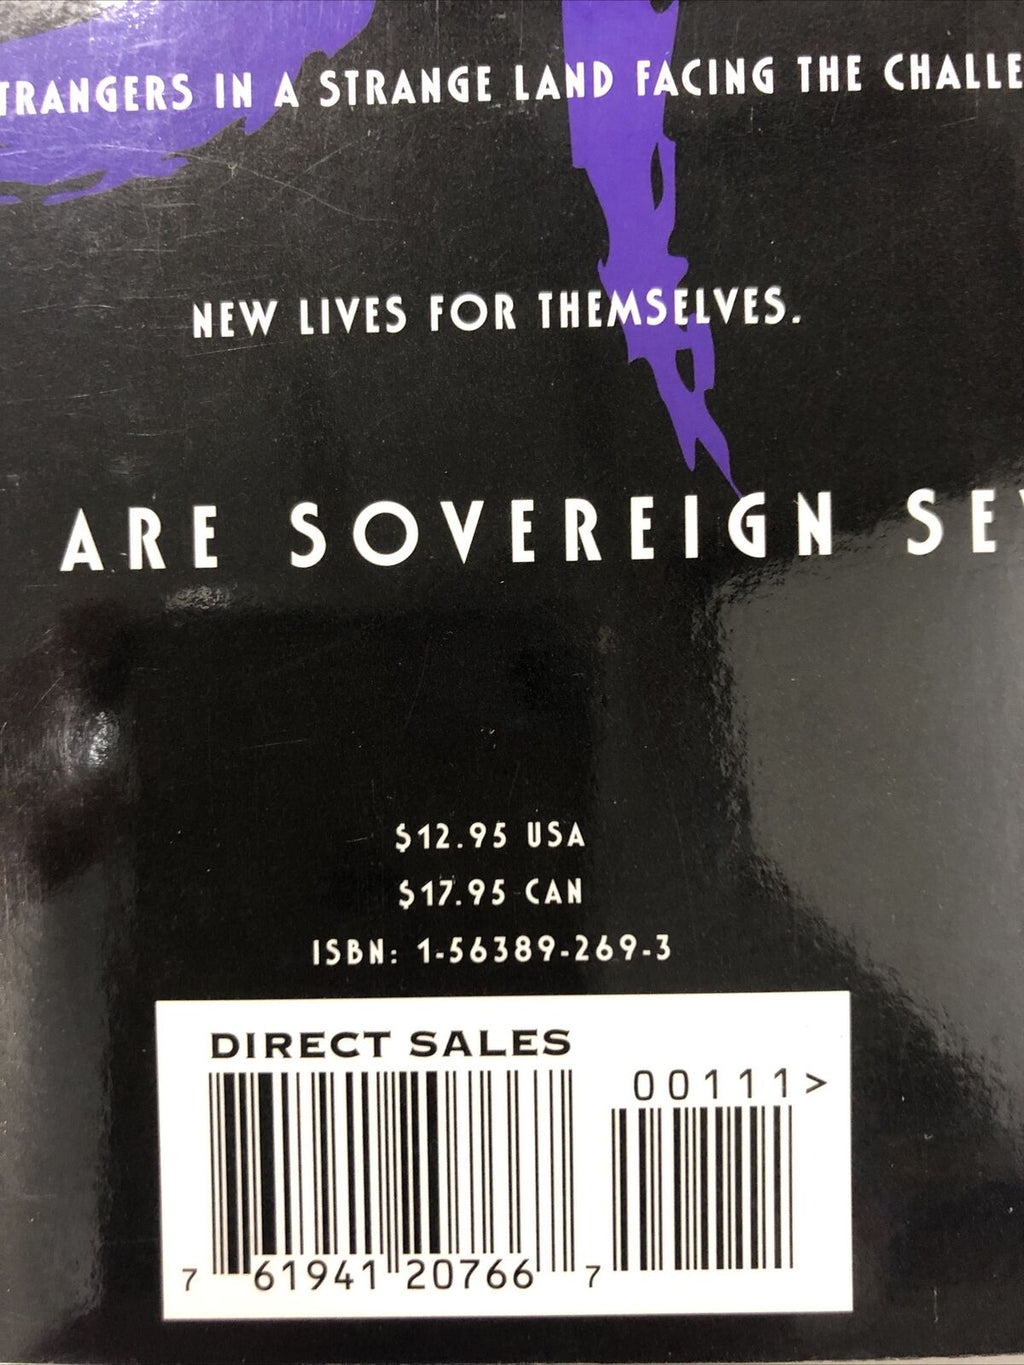 TRANGERS IN A STRANGE LAND FACING THE CHALLE
NEW LIVES FOR THEMSELVES.
ARE SOVEREIGN SEV
$12.95 USA
$17.95 CAN
ISBN: 1-56389-269-3
DIRECT SALES
00111>
7 61941 20766 7